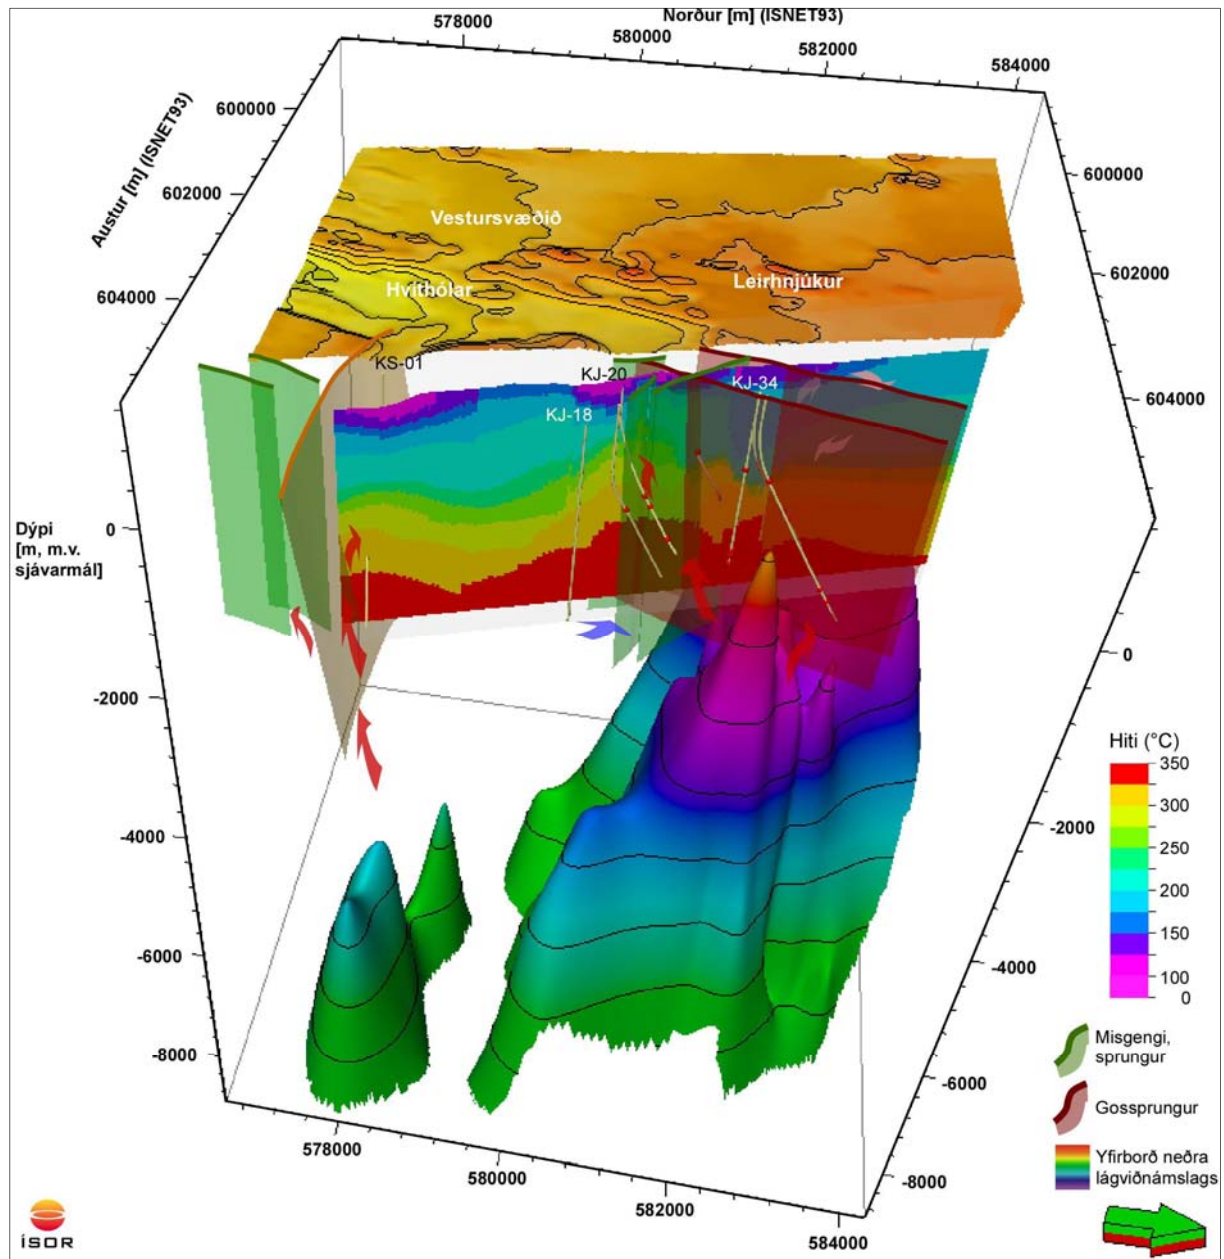 Norður [m] (ISNET93)
578000
580000
582000
584000
Austur [m] (ISNET93)
600000
602000
604000
600000
602000
604000
Vestursvæðið
Hvíthólar
Leirhnjúkur
KS-01
KJ-20
KJ-34
KJ-18
Dýpi
[m, m.v.
sjávarmál]
0
-2000
-4000
-6000
-8000
0
-2000
-4000
-6000
-8000
578000
580000
582000
584000
Hiti (°C)
350
300
250
200
150
100
0
Misgengi,
sprungur
Gossprungur
Yfirborð neðra
lágviðnámslags
ÍSOR